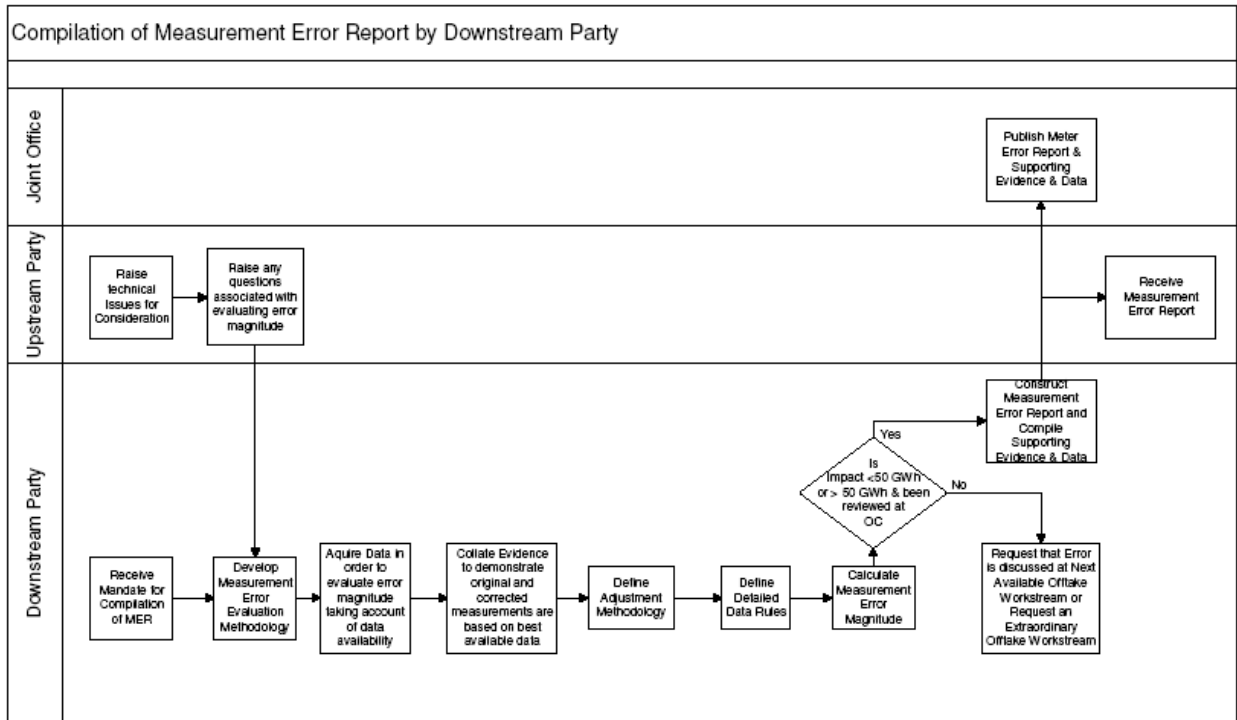 Compilation of Measurement Error Report by Downstream Party
Joint Office
Publish Meter
Error Report &
Supporting
Evidence & Data
Upstream Party
Raise
technical
Issues for
Consideration
Raise any
questions
associated with
evaluating error
magnitude
Receive
Measurement
Error Report
Downstream Party
Construct
Measurement
Error Report and
Compile
Supporting
Evidence & Data
Yes
Is
Impact <50 GWh
or > 50 GWh & been
reviewed at
OC
No
Receive
Mandate for
Compilation
of MER
Develop
Measurement
Error
Evaluation
Methodology
Aquire Data in
order to
evaluate error
magnitude
taking account
of data
availability
Collate Evidence
to demonstrate
original and
corrected
measurements are
based on best
available data
Define
Adjustment
Methodology
Define
Detailed
Data Rules
Calculate
Measurement
Error
Magnitude
Request that Error
is discussed at Next
Available Offtake
Workstream or
Request an
Extraordinary
Offtake Workstream